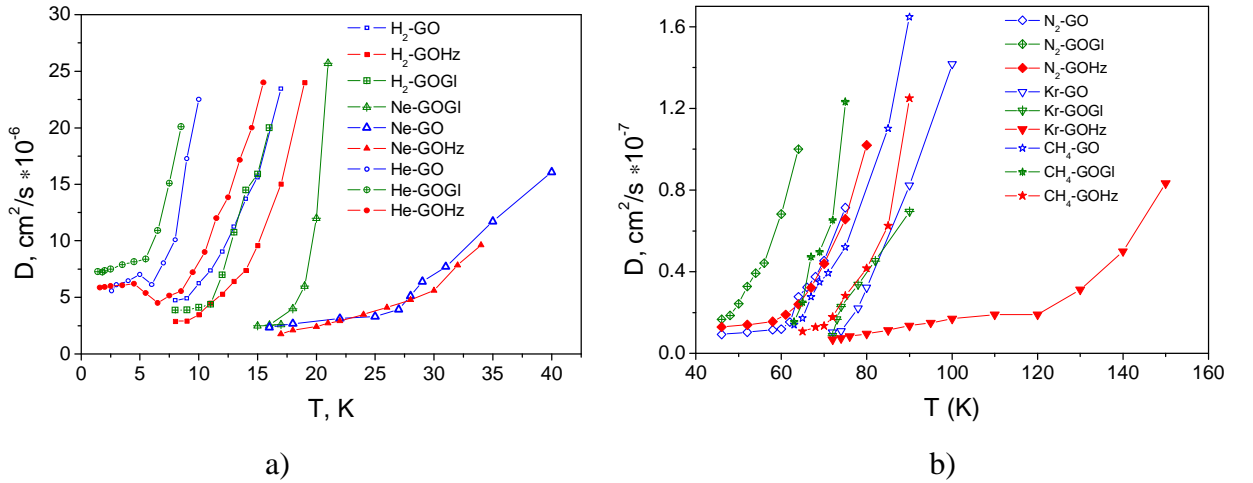 a)
30
25
20
15
10
5
0
D, cm²/s *10⁻⁶
0 5 10 15 20 25 30 35 40
T, K
H₂-GO
H₂-GOHz
H₂-GOGl
Ne-GOGl
Ne-GO
Ne-GOHz
He-GO
He-GOGl
He-GOHz
a)
b)
1.6
1.2
0.8
0.4
0.0
D, cm²/s *10⁻⁷
40 60 80 100 120 140 160
T (K)
N₂-GO
N₂-GOGl
N₂-GOHz
Kr-GO
Kr-GOGl
Kr-GOHz
CH₄-GO
CH₄-GOGl
CH₄-GOHz
b)